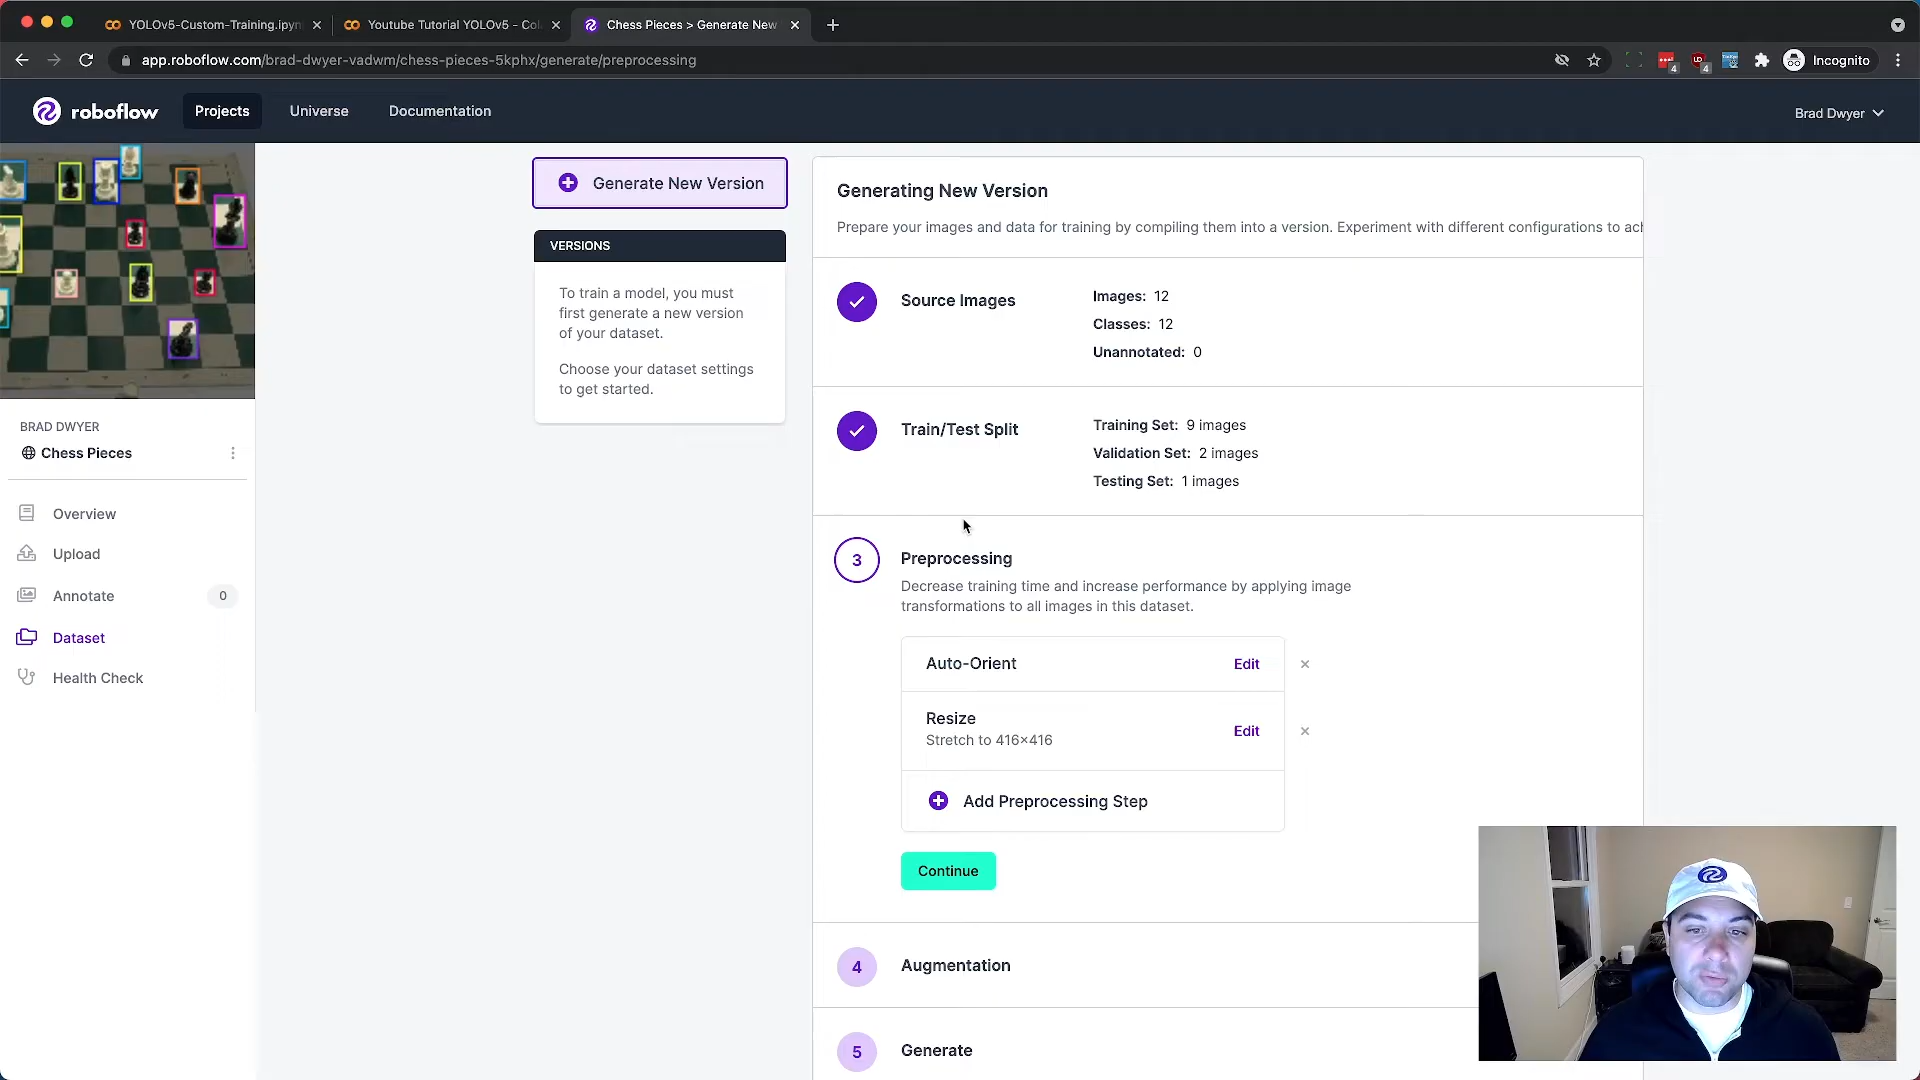 YOLOv5-Custom-Training.ipyn
Youtube Tutorial YOLOv5 - Col
Chess Pieces > Generate New
app.roboflow.com/brad-dwyer-vadwm/chess-pieces-5kphx/generate/preprocessing
4
4
Incognito
roboflow
Projects
Universe
Documentation
Brad Dwyer
Generate New Version
VERSIONS
To train a model, you must
first generate a new version
of your dataset.
Choose your dataset settings
to get started.
BRAD DWYER
Chess Pieces
Overview
Upload
Annotate
0
Dataset
Health Check
Generating New Version
Prepare your images and data for training by compiling them into a version. Experiment with different configurations to ach
Source Images
Images: 12
Classes: 12
Unannotated: 0
Train/Test Split
Training Set: 9 images
Validation Set: 2 images
Testing Set: 1 images
3
Preprocessing
Decrease training time and increase performance by applying image
transformations to all images in this dataset.
Auto-Orient
Edit
Resize
Stretch to 416×416
Edit
Add Preprocessing Step
Continue
4
Augmentation
5
Generate